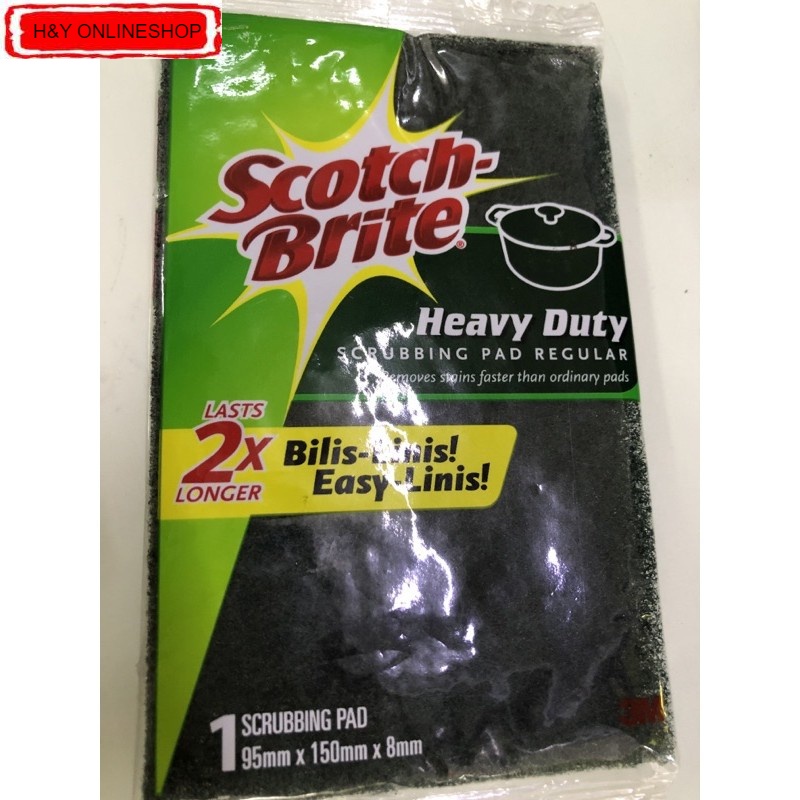 H&Y ONLINESHOP
Scotch-
Brite®
Heavy Duty
SCRUBBING PAD REGULAR
Removes stains faster than ordinary pads
LASTS
2X
LONGER
Bilis-Linis!
Easy-Linis!
1 SCRUBBING PAD
95mm x 150mm x 8mm
3M